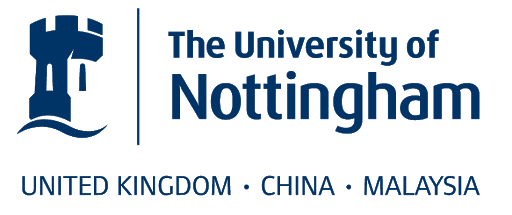 The University of
Nottingham
UNITED KINGDOM · CHINA · MALAYSIA